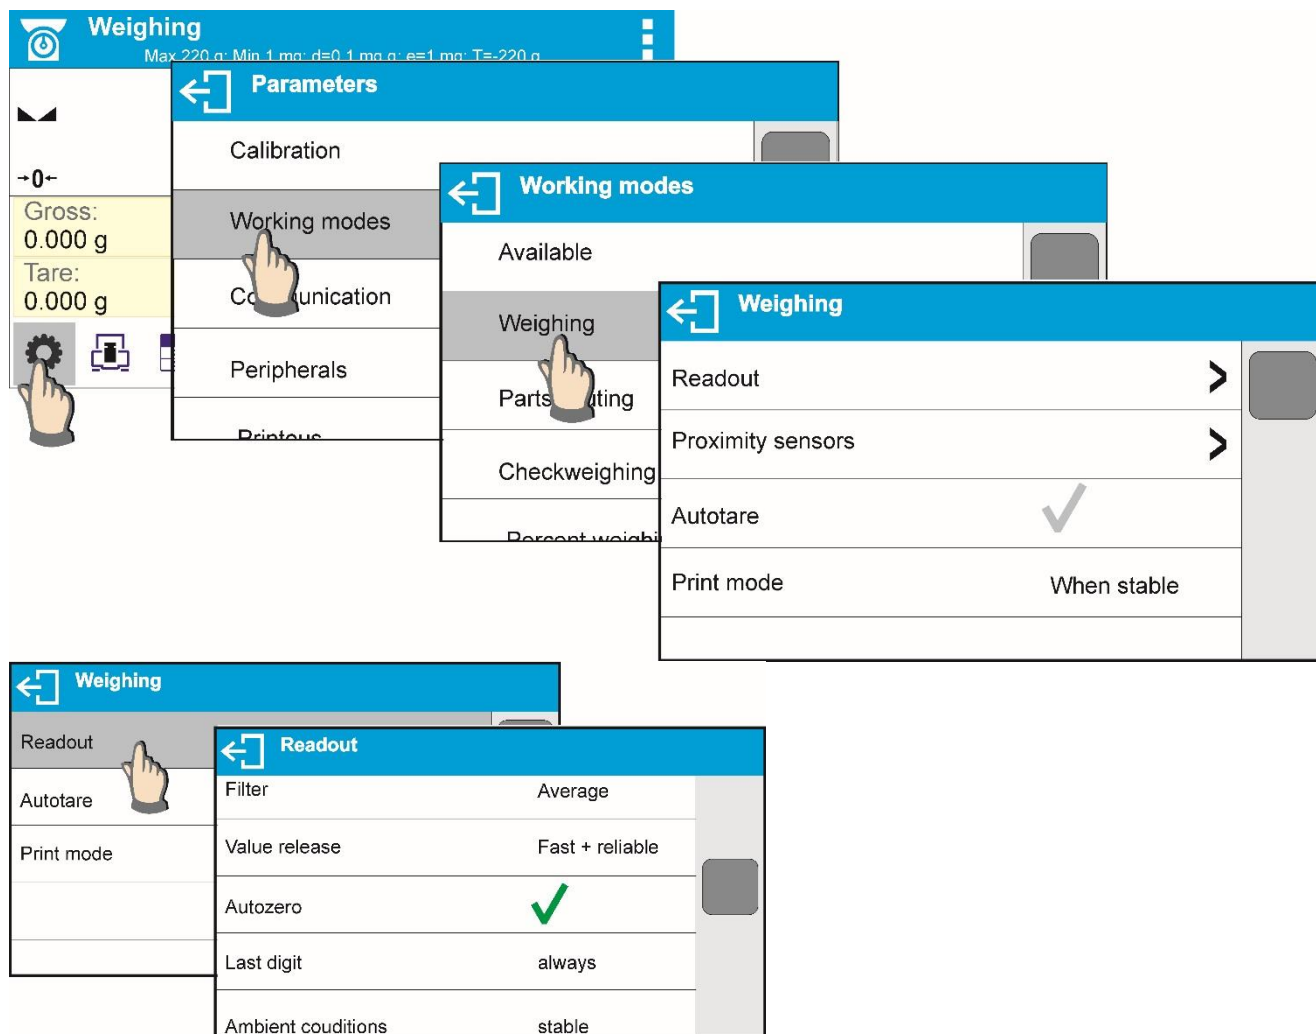 Weighing
Max 220 g; Min 1 mg; d=0.1 mg g; e=1 mg; T=-220 g
→0←
Gross:
0.000 g
Tare:
0.000 g
Parameters
Calibration
Working modes
Peripherals
Printous
Working modes
Available
Weighing
Checkweighing
Weighing
Readout
Proximity sensors
Autotare
Print mode When stable
Weighing
Readout
Autotare
Print mode
Readout
Filter Average
Value release Fast + reliable
Autozero
Last digit always
Ambient couditions stable